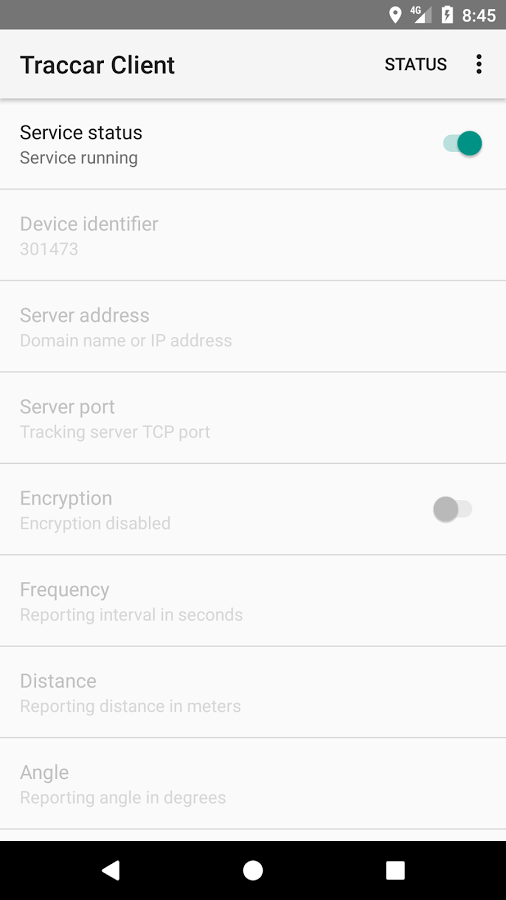 4G 8:45
Traccar Client STATUS
Service status
Service running
Device identifier
301473
Server address
Domain name or IP address
Server port
Tracking server TCP port
Encryption
Encryption disabled
Frequency
Reporting interval in seconds
Distance
Reporting distance in meters
Angle
Reporting angle in degrees